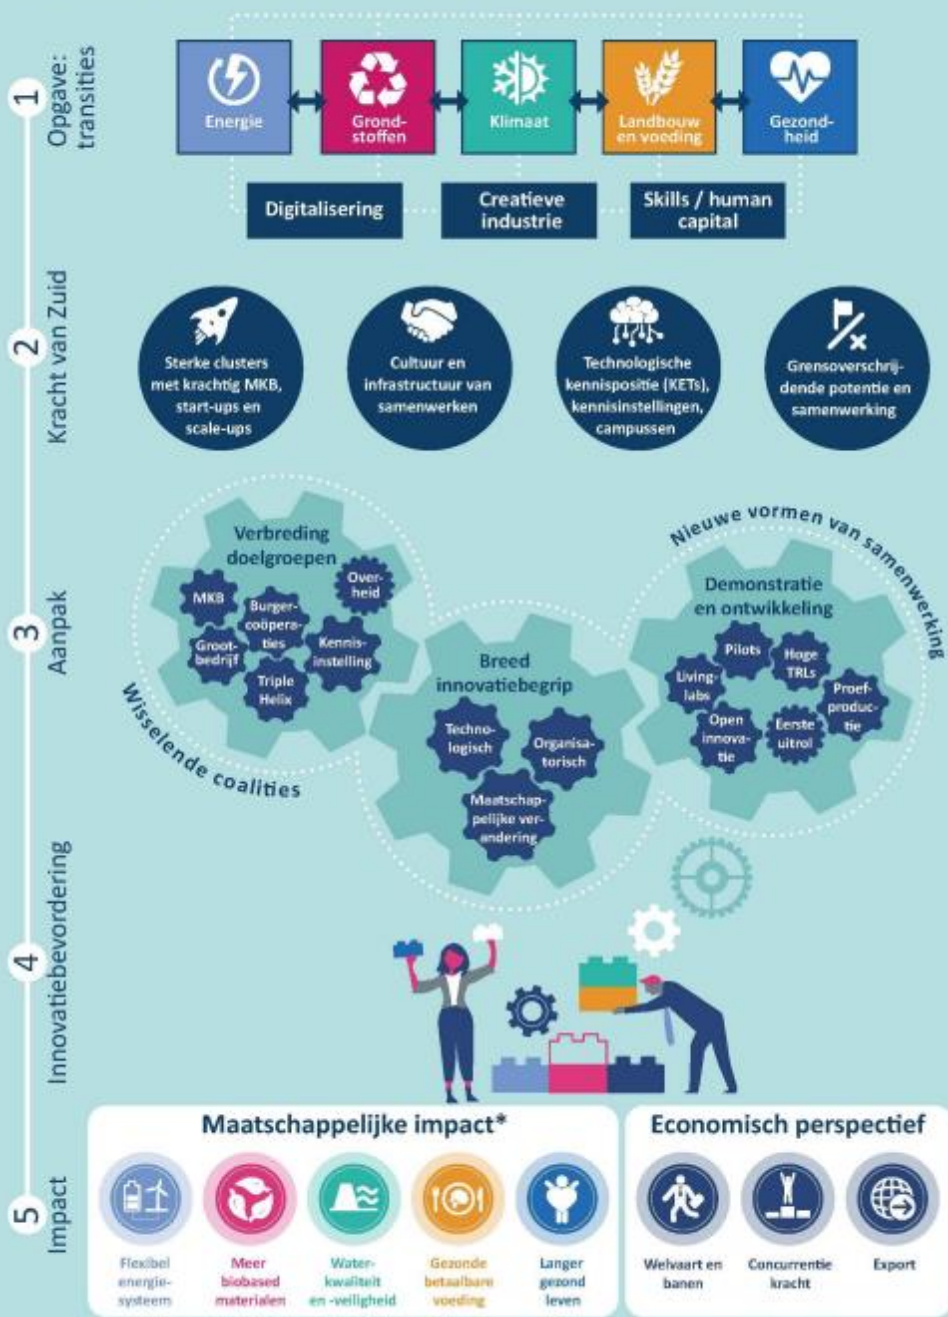 1
Opgave:
transities
Energie
Grond-
stoffen
Klimaat
Landbouw
en voeding
Gezond-
heid
Digitalisering
Creatieve
industrie
Skills / human
capital
2
Kracht van Zuid
Sterke clusters
met krachtig MKB,
start-ups en
scale-ups
Cultuur en
infrastructuur van
samenwerken
Technologische
kennispositie (KETs),
kennisinstellingen,
campussen
Grensoverschrij-
dende potentie en
samenwerking
3
Aanpak
Verbreding
doelgroepen
MKB
Burger-
coöpera-
ties
Over-
heid
Groot-
bedrijf
Kennis-
instelling
Triple
Helix
Wisselende coalities
Breed
innovatiebegrip
Techno-
logisch
Organisa-
torisch
Maatschap-
pelijke ver-
andering
Nieuwe vormen van samenwerking
Demonstratie
en ontwikkeling
Pilots
Hoge
TRLs
Living-
labs
Proef-
produc-
tie
Open
innova-
tie
Eerste
uitrol
4
Innovatiebevordering
5
Impact
Maatschappelijke impact*
Flexibel
energie-
systeem
Meer
biobased
materialen
Water-
kwaliteit
en -veiligheid
Gezonde
betaalbare
voeding
Langer
gezond
leven
Economisch perspectief
Welvaart en
banen
Concurrentie
kracht
Export